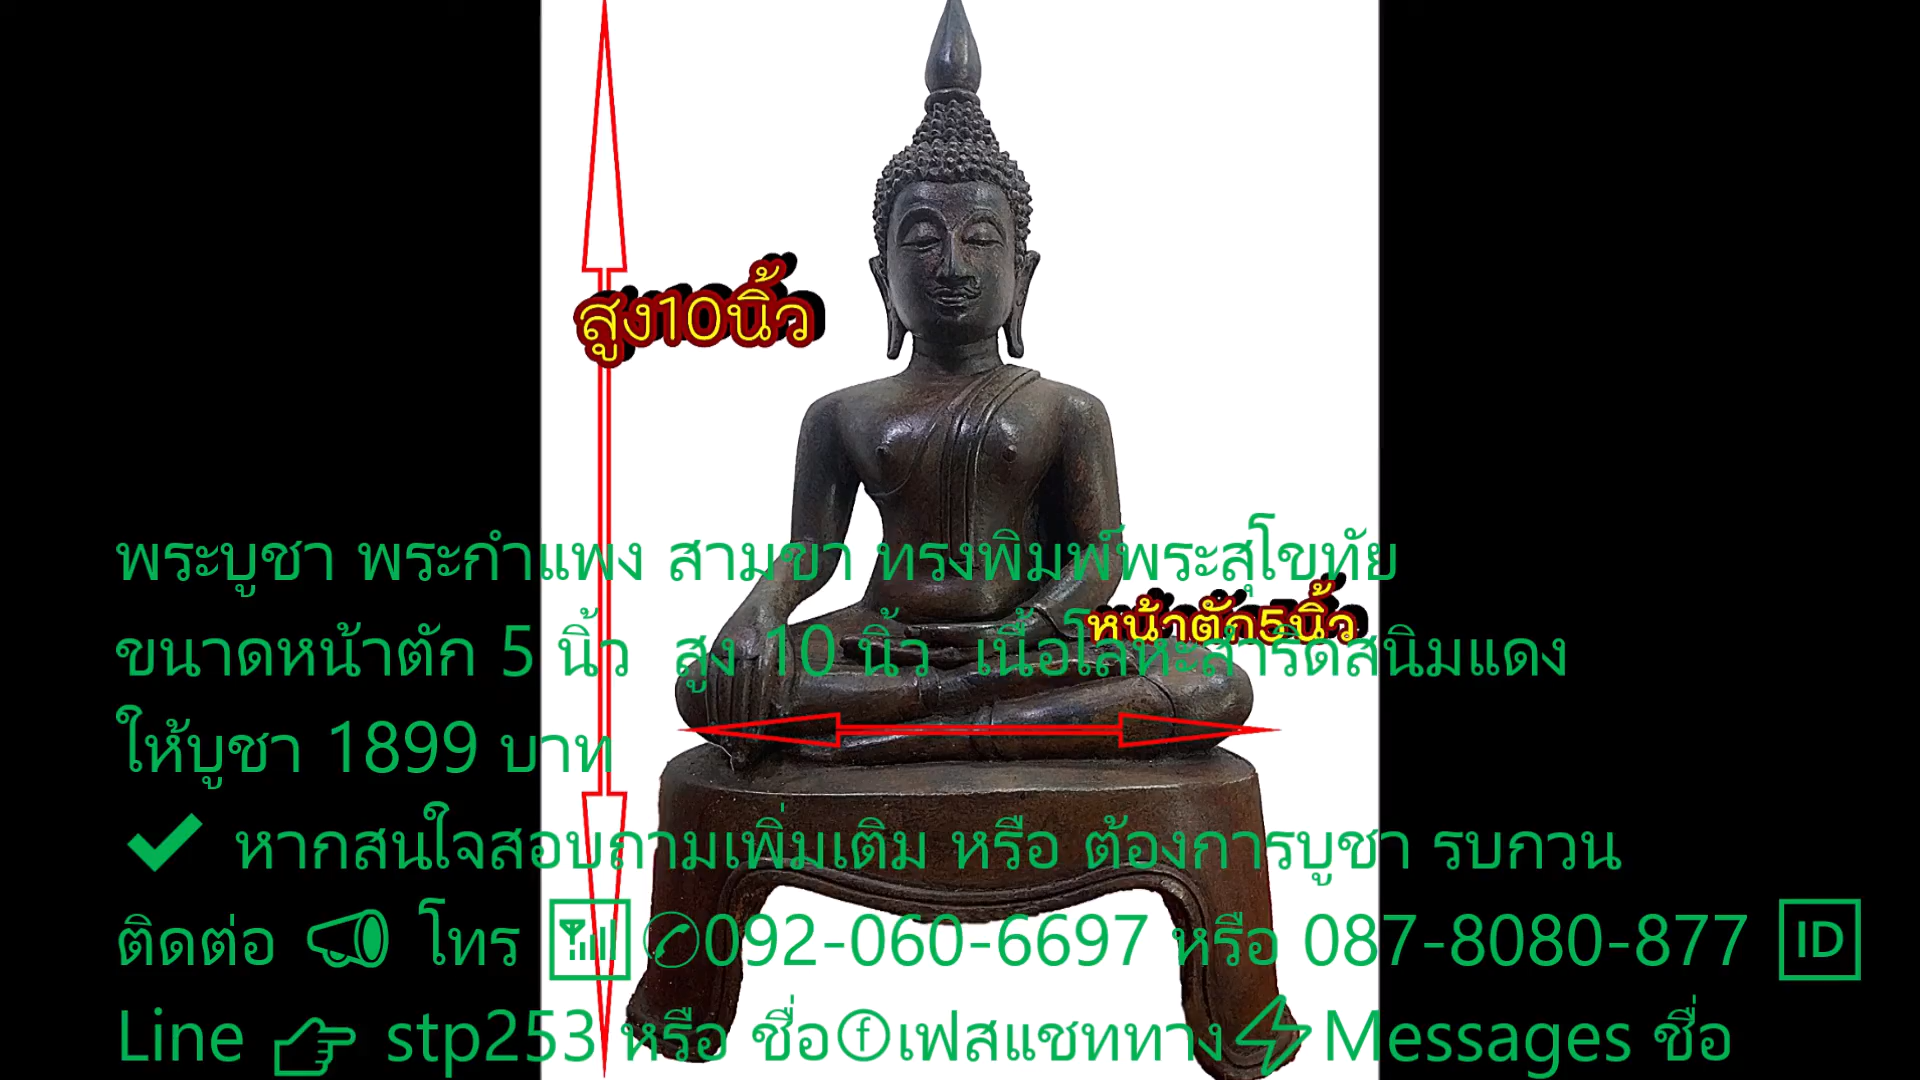 สูง10นิ้ว
หน้าตัก5นิ้ว
พระบูชา พระกำแพง สามขา ทรงพิมพ์พระสุโขทัย
ขนาดหน้าตัก 5 นิ้ว สูง 10 นิ้ว เนื้อโลหะสำริดสนิมแดง
ให้บูชา 1899 บาท
✔ หากสนใจสอบถามเพิ่มเติม หรือ ต้องการบูชา รบกวน
ติดต่อ 📣 โทร 📶✆092-060-6697 หรือ 087-8080-877 🆔
Line 👉 stp253 หรือ ชื่อⓕเฟสแชททาง⚡Messages ชื่อ